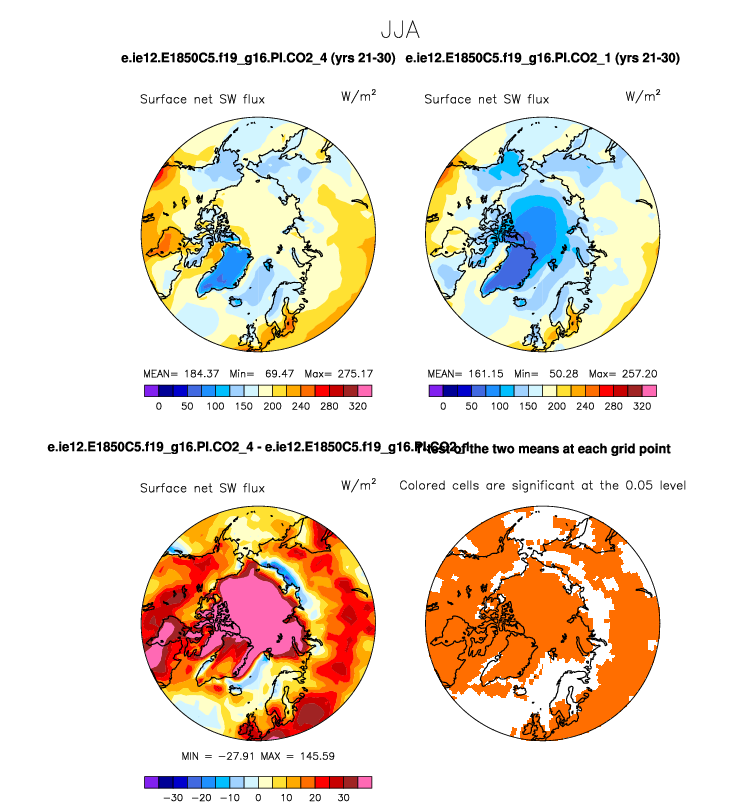 JJA
e.ie12.E1850C5.f19_g16.PI.CO2_4 (yrs 21-30) e.ie12.E1850C5.f19_g16.PI.CO2_1 (yrs 21-30)
Surface net SW flux W/m² Surface net SW flux W/m²
MEAN= 184.37 Min= 69.47 Max= 275.17 MEAN= 161.15 Min= 50.28 Max= 257.20
0 50 100 150 200 240 280 320 0 50 100 150 200 240 280 320
e.ie12.E1850C5.f19_g16.PI.CO2_4 - e.ie12.E1850C5.f19_g16.PI.CO2_1 T-test of the two means at each grid point
Surface net SW flux W/m² Colored cells are significant at the 0.05 level
MIN = −27.91 MAX = 145.59
−30 −20 −10 0 10 20 30